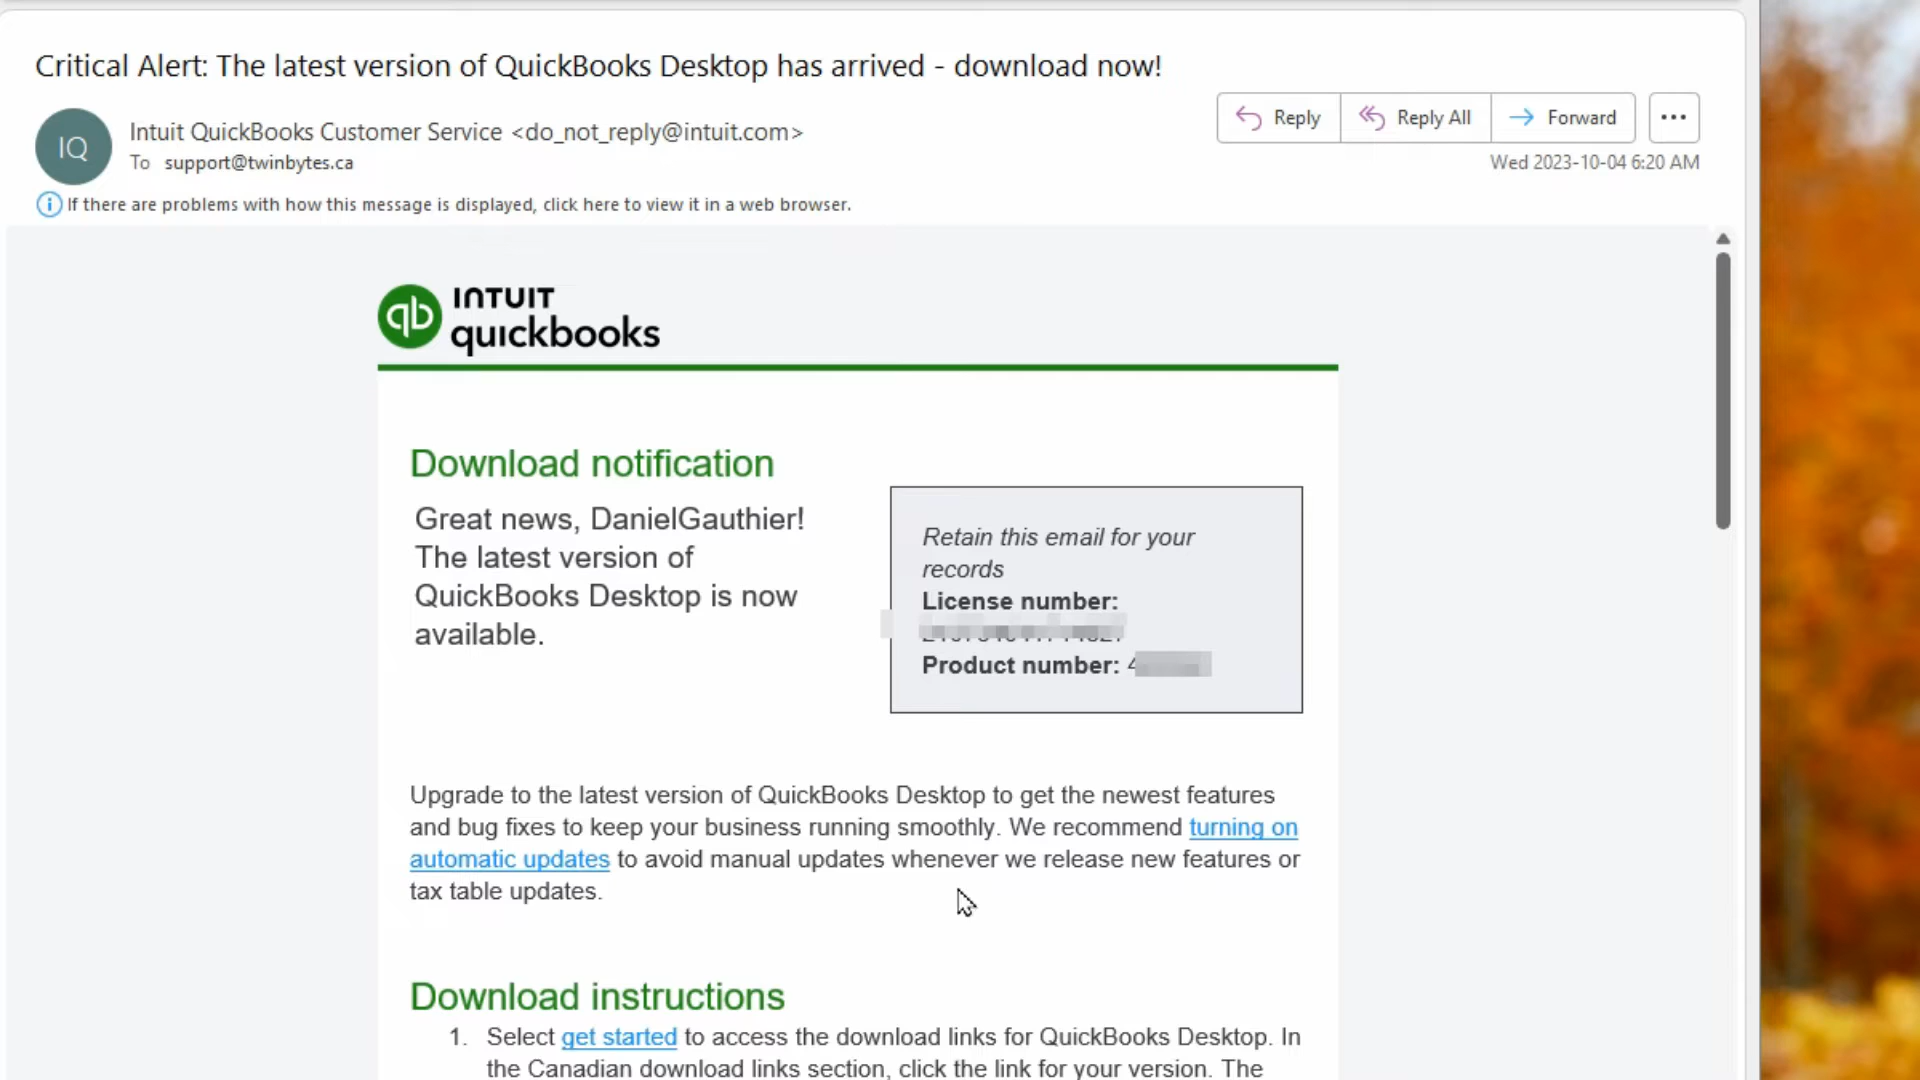 Critical Alert: The latest version of QuickBooks Desktop has arrived - download now!
IQ
Intuit QuickBooks Customer Service <do_not_reply@intuit.com>
To support@twinbytes.ca
Reply
Reply All
Forward
Wed 2023-10-04 6:20 AM
If there are problems with how this message is displayed, click here to view it in a web browser.
qb
INTUIT
quickbooks
Download notification
Great news, DanielGauthier!
The latest version of
QuickBooks Desktop is now
available.
Retain this email for your
records
License number:
Product number: 4
Upgrade to the latest version of QuickBooks Desktop to get the newest features
and bug fixes to keep your business running smoothly. We recommend turning on
automatic updates to avoid manual updates whenever we release new features or
tax table updates.
Download instructions
1. Select get started to access the download links for QuickBooks Desktop. In
the Canadian download links section, click the link for your version. The